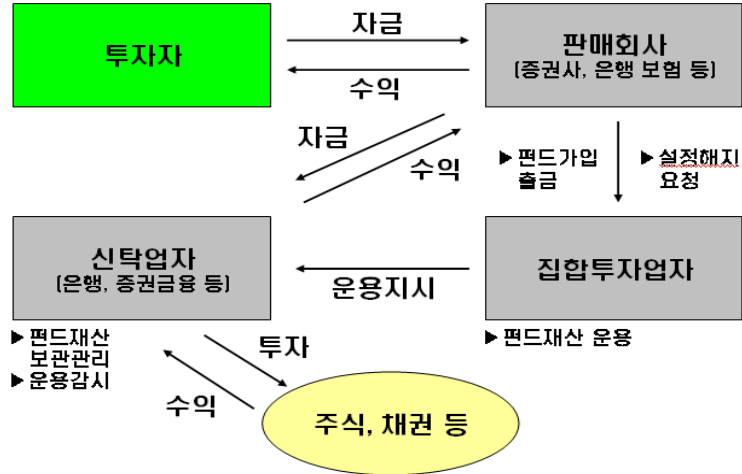 투자자
자금
수익
판매회사
(증권사, 은행 보험 등)
자금
수익
▶ 펀드가입
출금
▶ 설정해지
요청
신탁업자
(은행, 증권금융 등)
운용지시
집합투자업자
▶ 펀드재산
보관관리
▶ 운용감시
▶ 펀드재산 운용
투자
수익
주식, 채권 등